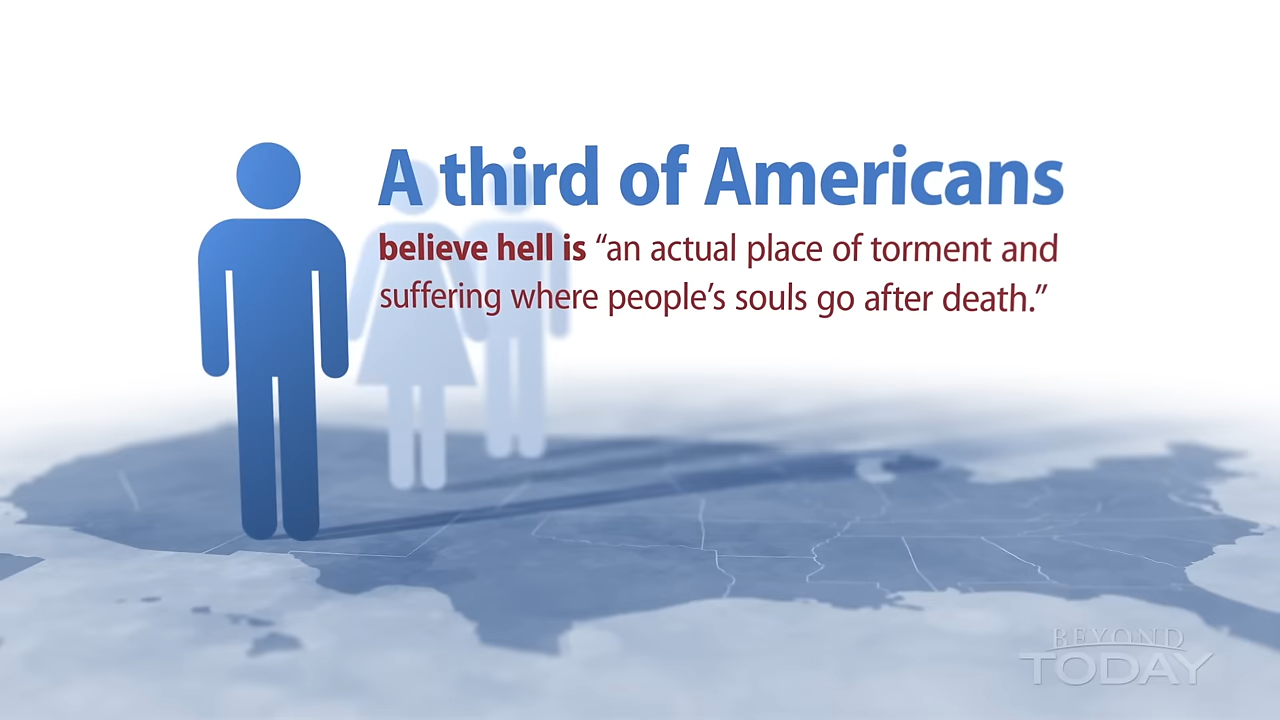 A third of Americans
believe hell is “an actual place of torment and
suffering where people’s souls go after death.”
BEYOND
TODAY